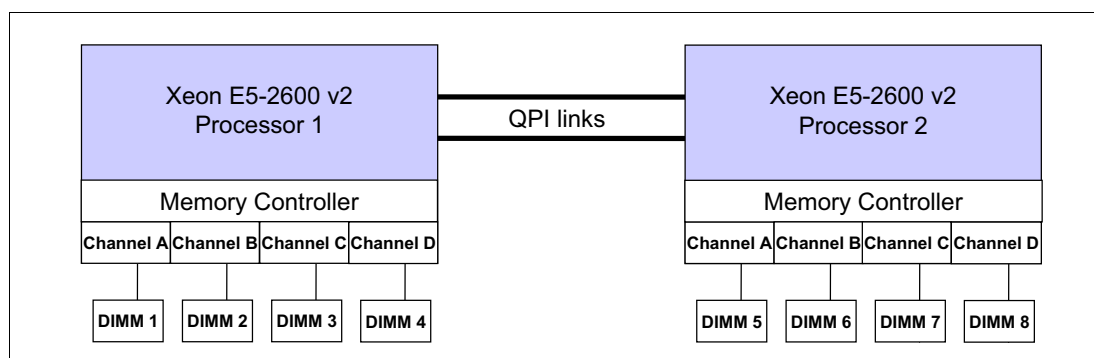 Xeon E5-2600 v2
Processor 1
QPI links
Xeon E5-2600 v2
Processor 2
Memory Controller
Memory Controller
Channel A Channel B Channel C Channel D
Channel A Channel B Channel C Channel D
DIMM 1 DIMM 2 DIMM 3 DIMM 4
DIMM 5 DIMM 6 DIMM 7 DIMM 8